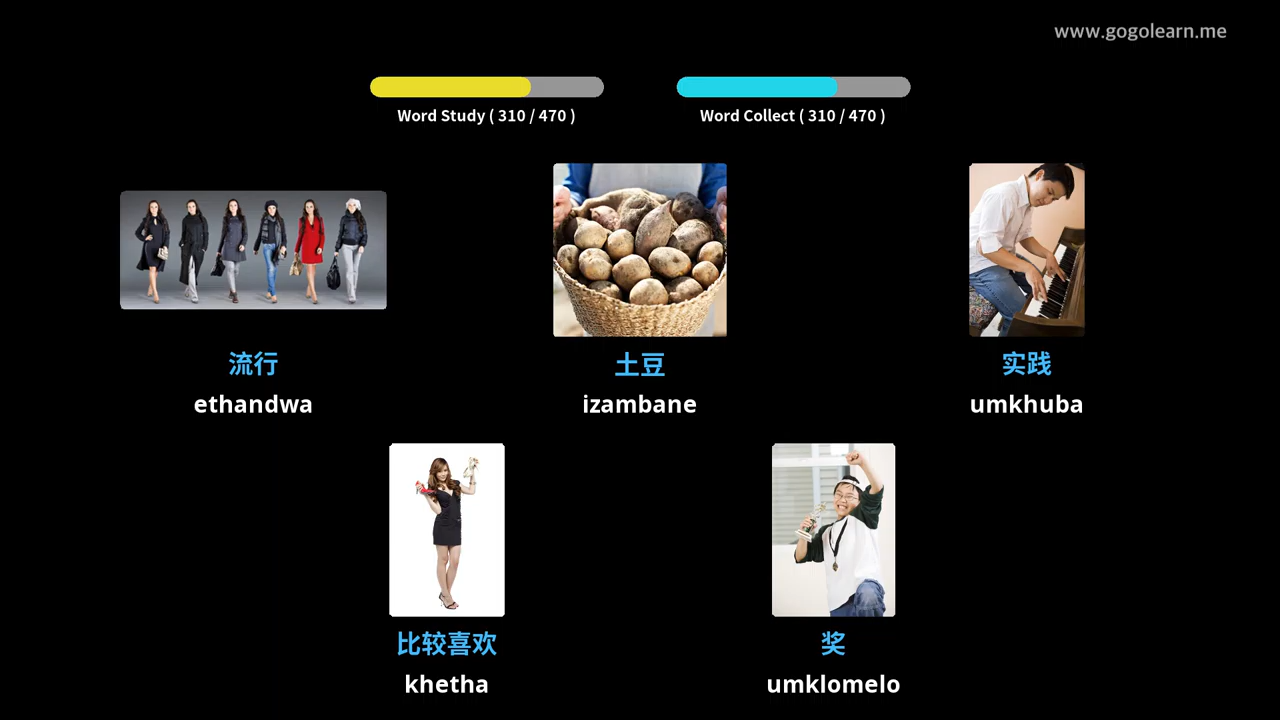 www.gogolearn.me
Word Study ( 310 / 470 )
Word Collect ( 310 / 470 )
流行
ethandwa
土豆
izambane
实践
umkhuba
比较喜欢
khetha
奖
umklomelo